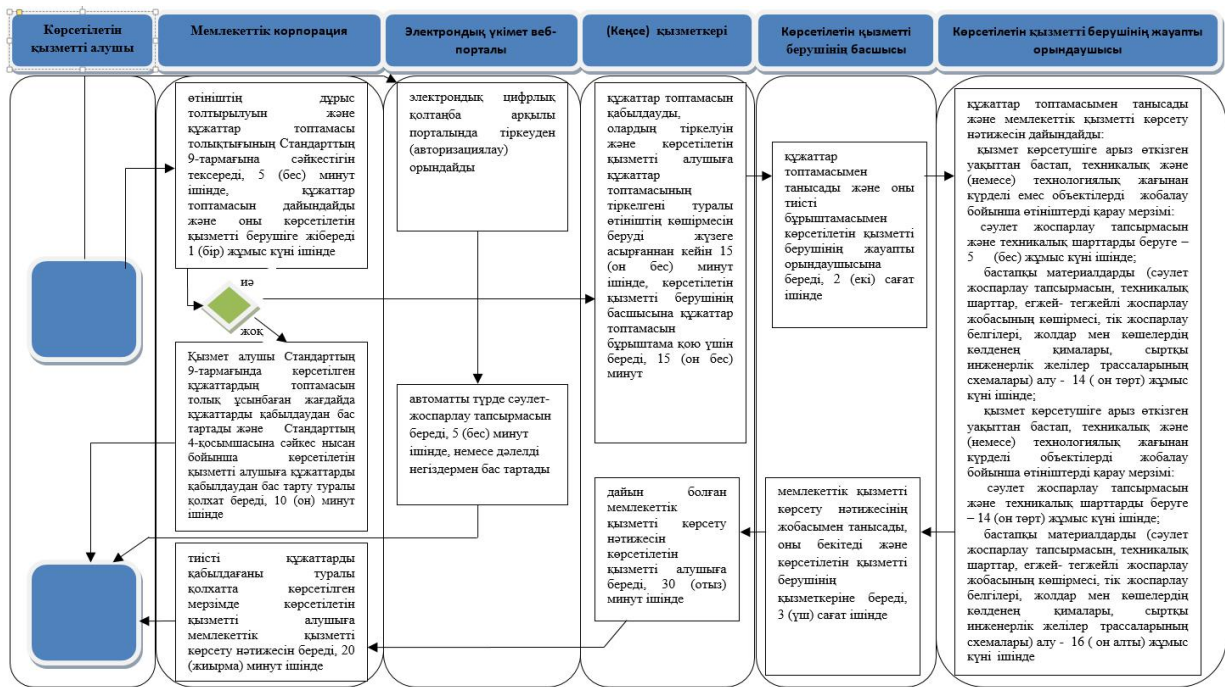 Көрсетілетін
қызметті алушы
Мемлекеттік корпорация
Электрондық үкімет веб-
порталы
(Кеңсе) қызметкері
Көрсетілетін қызметті
берушінің басшысы
Көрсетілетін қызметті берушінің жауапты
орындаушысы
өтініштің дұрыс
толтырылуын және
құжаттар топтамасы
толықтығының Стандарттың
9-тармағына сәйкестігін
тексереді, 5 (бес) минут
ішінде, құжаттар
топтамасын дайындайды
және оны көрсетілетін
қызметті берушіге жібереді
1 (бір) жұмыс күні ішінде
иә
жоқ
Қызмет алушы Стандарттың
9-тармағында көрсетілген
құжаттардың топтамасын
толық ұсынбаған жағдайда
құжаттарды қабылдаудан бас
тартады және Стандарттың
4-қосымшасына сәйкес нысан
бойынша көрсетілетін
қызметті алушыға құжаттарды
қабылдаудан бас тарту туралы
қолхат береді, 10 (он) минут
ішінде
тиісті құжаттарды
қабылдағаны туралы
қолхатта көрсетілген
мерзімде көрсетілетін
қызметті алушыға
мемлекеттік қызметті
көрсету нәтижесін береді, 20
(жиырма) минут ішінде
электрондық цифрлық
қолтаңба арқылы
порталында тіркеуден
(авторизациялау)
орындайды
автоматты түрде сәулет-
жоспарлау тапсырмасын
береді, 5 (бес) минут
ішінде, немесе дәлелді
негіздермен бас тартады
құжаттар топтамасын
қабылдауды,
олардың тіркелуін
және көрсетілетін
қызметті алушыға
құжаттар
топтамасының
тіркелгені туралы
өтініштің көшірмесін
беруді жүзеге
асырғаннан кейін 15
(он бес) минут
ішінде, көрсетілетін
қызметті берушінің
басшысына құжаттар
топтамасын
бұрыштама қою үшін
береді, 15 (он бес)
минут
дайын болған
мемлекеттік
қызметті көрсету
нәтижесін
көрсетілетін
қызметті алушыға
береді, 30 (отыз)
минут ішінде
құжаттар
топтамасымен
танысады және оны
тиісті
бұрыштамасымен
көрсетілетін қызметті
берушінің жауапты
орындаушысына
береді, 2 (екі) сағат
ішінде
мемлекеттік қызметті
көрсету нәтижесінің
жобасымен танысады,
оны бекітеді және
көрсетілетін қызметті
берушінің
қызметкеріне береді,
3 (үш) сағат ішінде
құжаттар топтамасымен танысады
және мемлекеттік қызметті көрсету
нәтижесін дайындайды:
қызмет көрсетушіге арыз өткізген
уақыттан бастап, техникалық және
(немесе) технологиялық жағынан
күрделі емес объектілерді жобалау
бойынша өтініштерді қарау мерзімі:
сәулет жоспарлау тапсырмасын
және техникалық шарттарды беруге –
5 (бес) жұмыс күні ішінде;
бастапқы материалдарды (сәулет
жоспарлау тапсырмасын, техникалық
шарттар, егжей- тегжейлі жоспарлау
жобасының көшірмесі, тік жоспарлау
белгілері, жолдар мен көшелердің
көлденең қималары, сыртқы
инженерлік желілер трассаларының
схемалары) алу - 14 ( он төрт) жұмыс
күні ішінде;
қызмет көрсетушіге арыз өткізген
уақыттан бастап, техникалық және
(немесе) технологиялық жағынан
күрделі объектілерді жобалау
бойынша өтініштерді қарау мерзімі:
сәулет жоспарлау тапсырмасын
және техникалық шарттарды беруге
– 14 (он төрт) жұмыс күні ішінде;
бастапқы материалдарды (сәулет
жоспарлау тапсырмасын, техникалық
шарттар, егжей- тегжейлі жоспарлау
жобасының көшірмесі, тік жоспарлау
белгілері, жолдар мен көшелердің
көлденең қималары, сыртқы
инженерлік желілер трассаларының
схемалары) алу - 16 ( он алты) жұмыс
күні ішінде